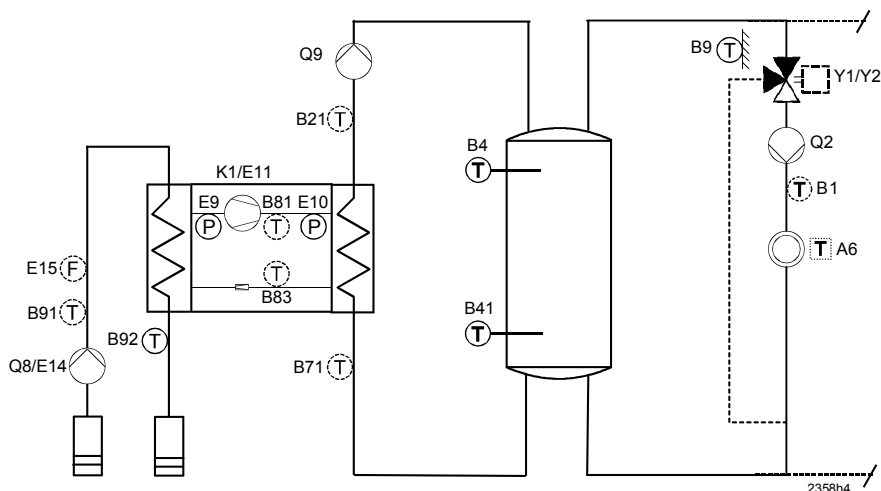 B9
T
Y1/Y2
Q9
B21
T
B4
T
Q2
K1/E11
T
B1
E9
B81
E10
P
T
P
T
A6
E15
F
T
B83
B91
T
B41
T
B92
T
Q8/E14
B71
T
2358h4